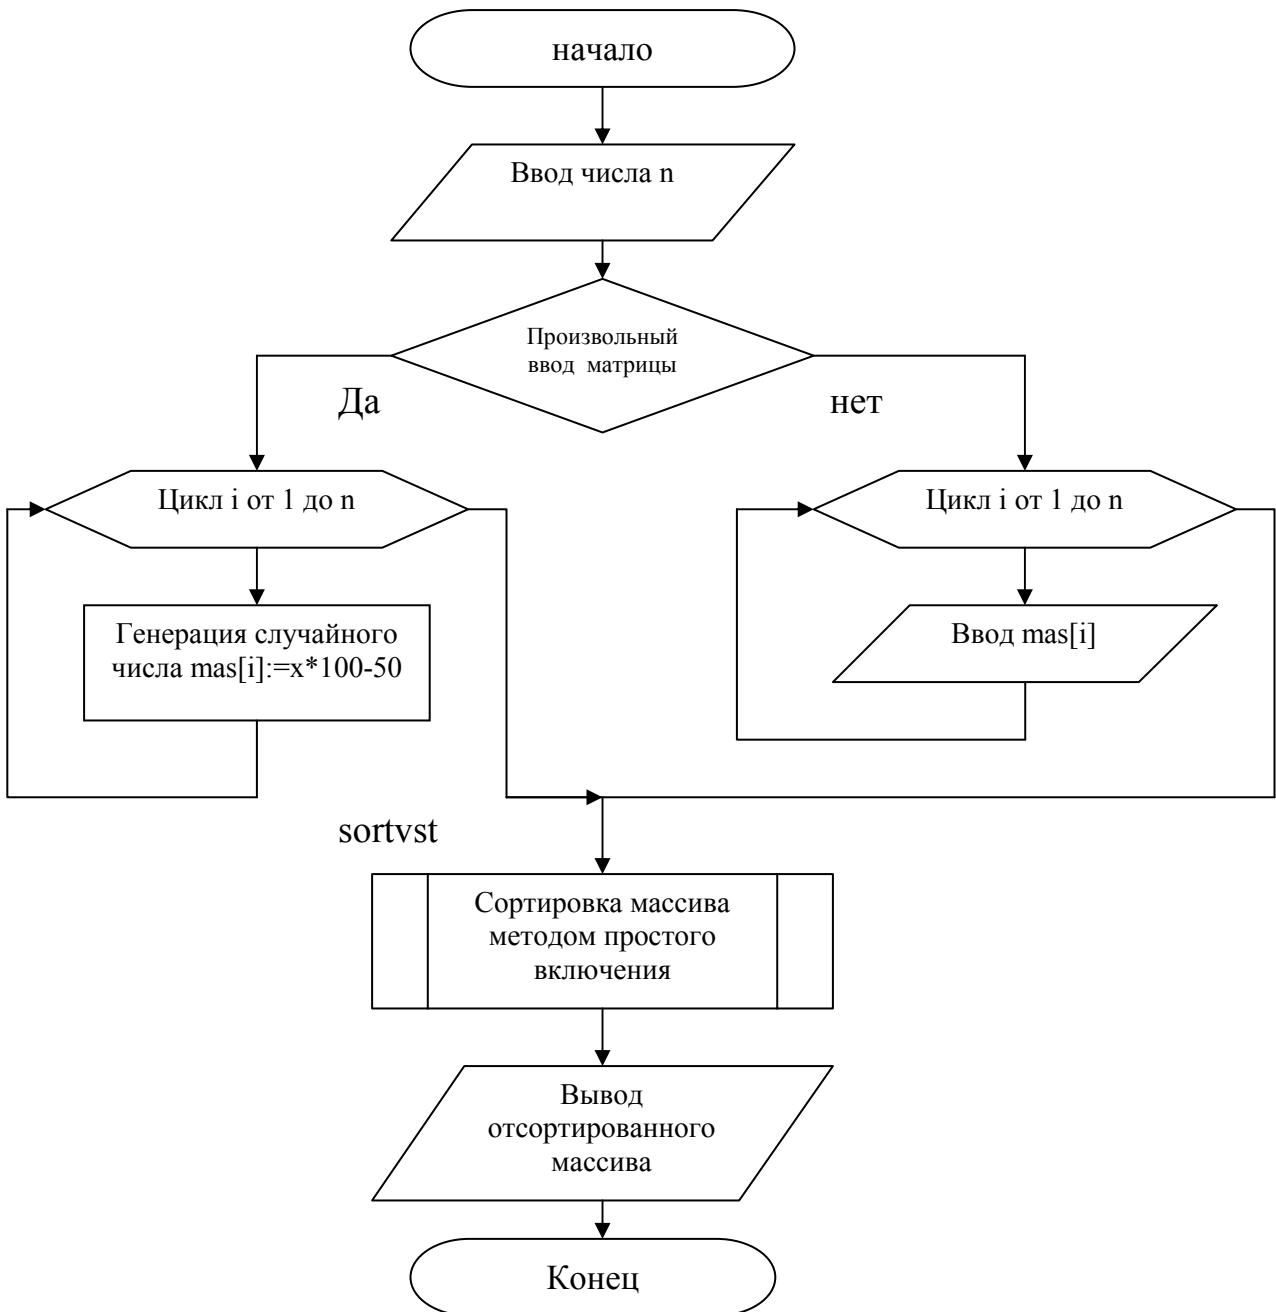 начало
Ввод числа n
Произвольный
ввод матрицы
Да
нет
Цикл i от 1 до n
Цикл i от 1 до n
Генерация случайного
числа mas[i]:=x*100-50
Ввод mas[i]
sortvst
Сортировка массива
методом простого
включения
Вывод
отсортированного
массива
Конец